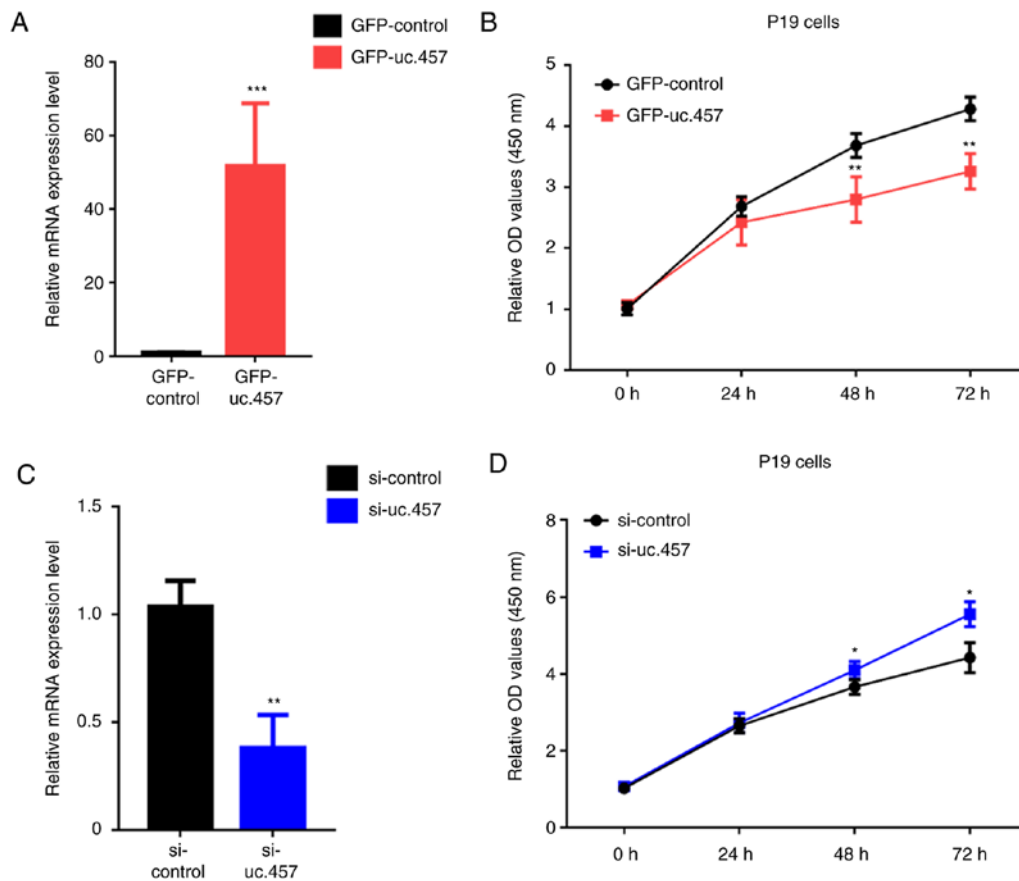 A
GFP-control
GFP-uc.457
Relative mRNA expression level
80
60
40
20
0
***
GFP-
control
GFP-
uc.457
B
P19 cells
GFP-control
GFP-uc.457
Relative OD values (450 nm)
5
4
3
2
1
0
**
**
0 h
24 h
48 h
72 h
C
si-control
si-uc.457
Relative mRNA expression level
1.5
1.0
0.5
0
**
si-
control
si-
uc.457
D
P19 cells
si-control
si-uc.457
Relative OD values (450 nm)
8
6
4
2
0
*
*
0 h
24 h
48 h
72 h